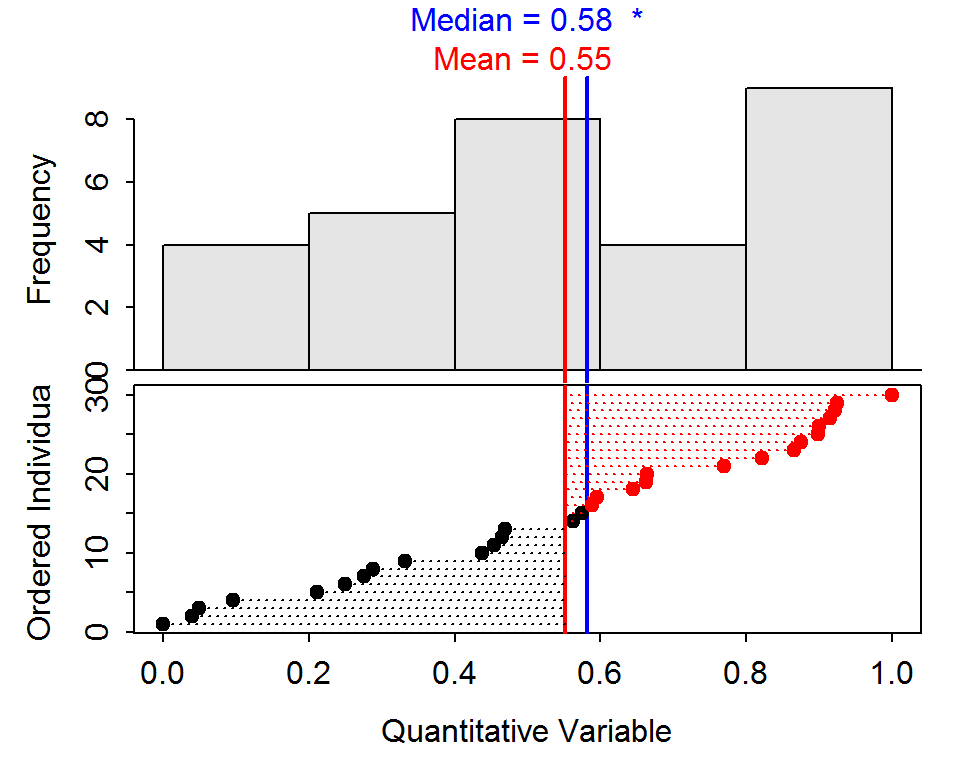 Median = 0.58 *
Mean = 0.55
Frequency
8
6
4
2
0
Ordered Individua
30
20
10
0
0.0 0.2 0.4 0.6 0.8 1.0
Quantitative Variable